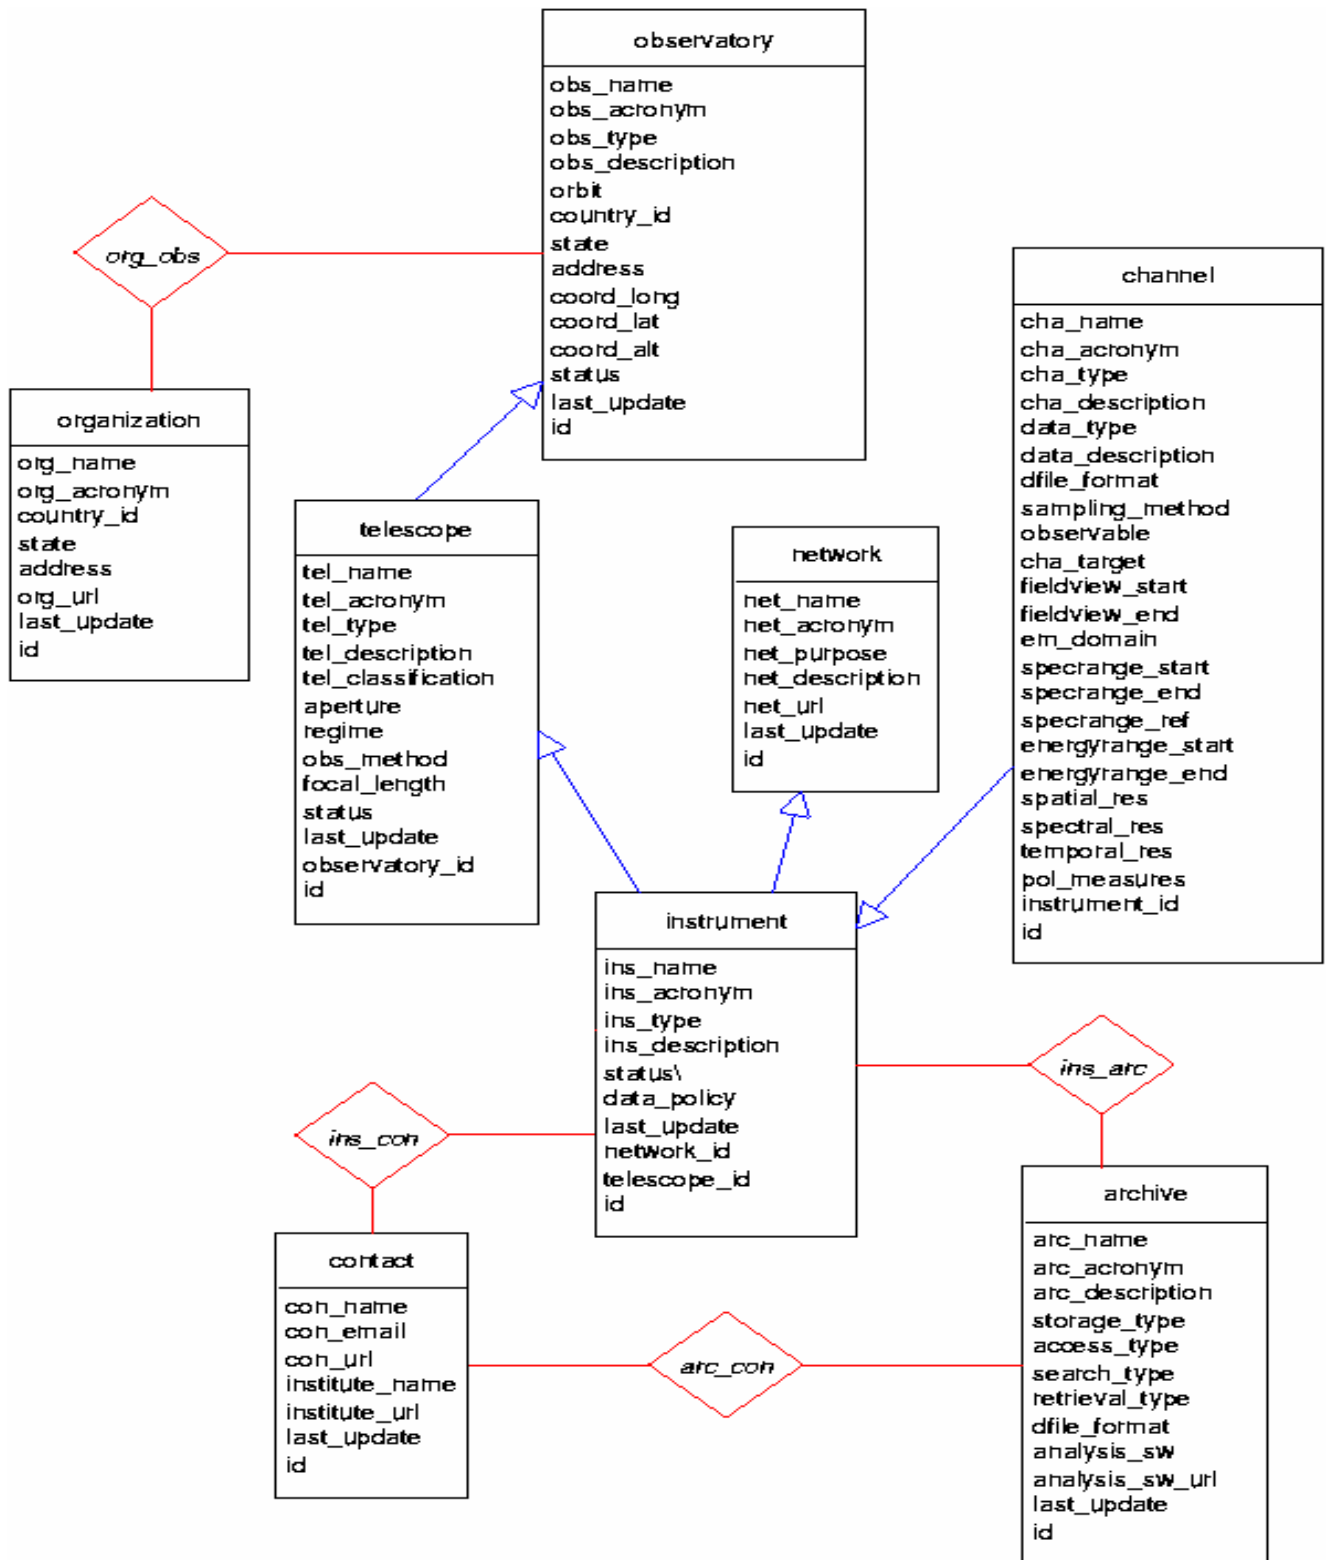 observatory
obs_name
obs_acronym
obs_type
obs_description
orbit
country_id
state
address
coord_long
coord_lat
coord_alt
status
last_update
id
org_obs
organization
org_name
org_acronym
country_id
state
address
org_url
last_update
id
channel
cha_name
cha_acronym
cha_type
cha_description
data_type
data_description
dfile_format
sampling_method
observable
cha_target
fieldview_start
fieldview_end
em_domain
specrange_start
specrange_end
specrange_ref
energyrange_start
energyrange_end
spatial_res
spectral_res
temporal_res
pol_measures
instrument_id
id
telescope
tel_name
tel_acronym
tel_type
tel_description
tel_classification
aperture
regime
obs_method
focal_length
status
last_update
observatory_id
id
network
net_name
net_acronym
net_purpose
net_description
net_url
last_update
id
instrument
ins_name
ins_acronym
ins_type
ins_description
status\
data_policy
last_update
network_id
telescope_id
id
ins_arc
ins_con
contact
con_name
con_email
con_url
institute_name
institute_url
last_update
id
arc_con
archive
arc_name
arc_acronym
arc_description
storage_type
access_type
search_type
retrieval_type
dfile_format
analysis_sw
analysis_sw_url
last_update
id